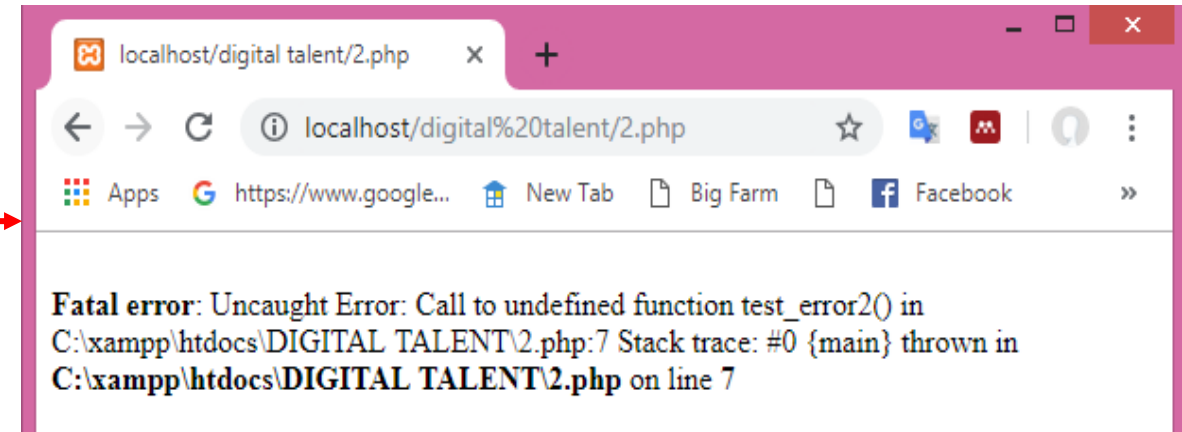 localhost/digital talent/2.php
localhost/digital%20talent/2.php
Apps G https://www.google... New Tab Big Farm f Facebook »
Fatal error: Uncaught Error: Call to undefined function test_error2() in
C:\xampp\htdocs\DIGITAL TALENT\2.php:7 Stack trace: #0 {main} thrown in
C:\xampp\htdocs\DIGITAL TALENT\2.php on line 7